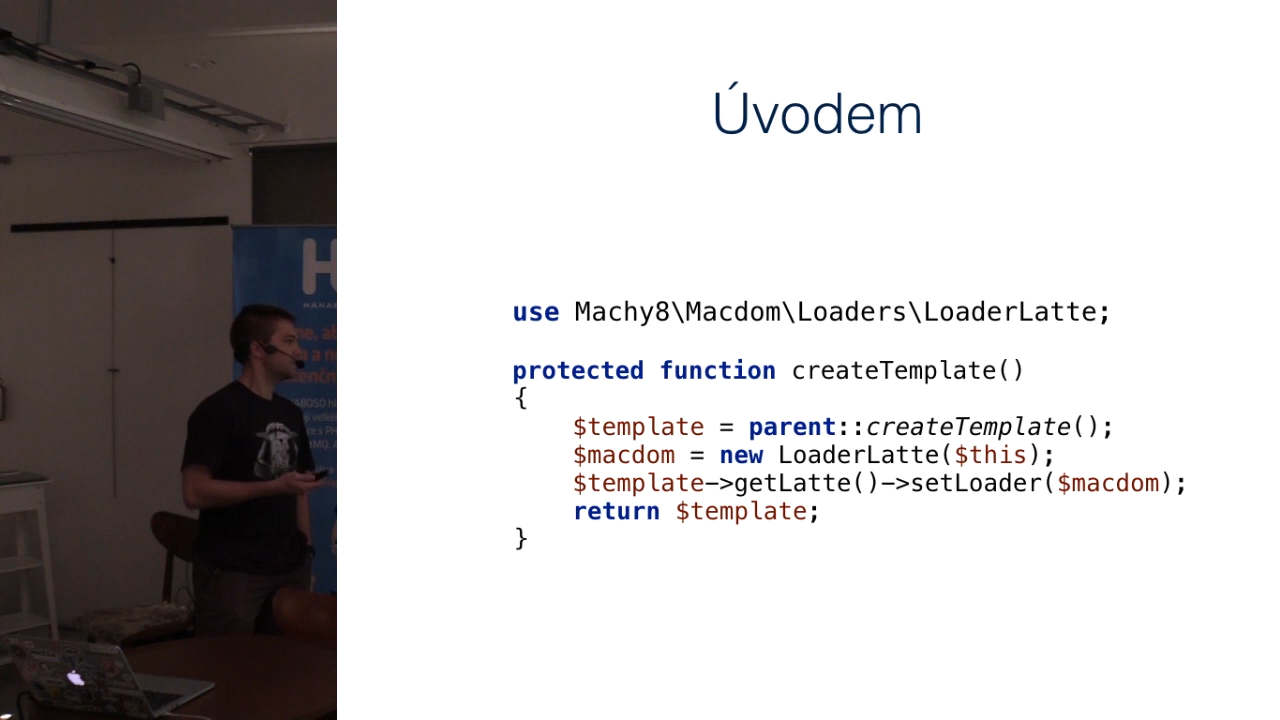 Úvodem
use Machy8\Macdom\Loaders\LoaderLatte;
protected function createTemplate()
{
    $template = parent::createTemplate();
    $macdom = new LoaderLatte($this);
    $template->getLatte()->setLoader($macdom);
    return $template;
}
H